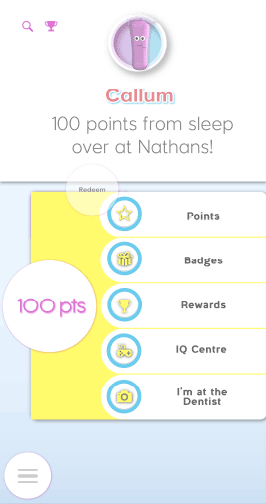 Callum
100 points from sleep
over at Nathans!
Redeem
Points
Badges
100 pts
Rewards
IQ Centre
I'm at the
Dentist